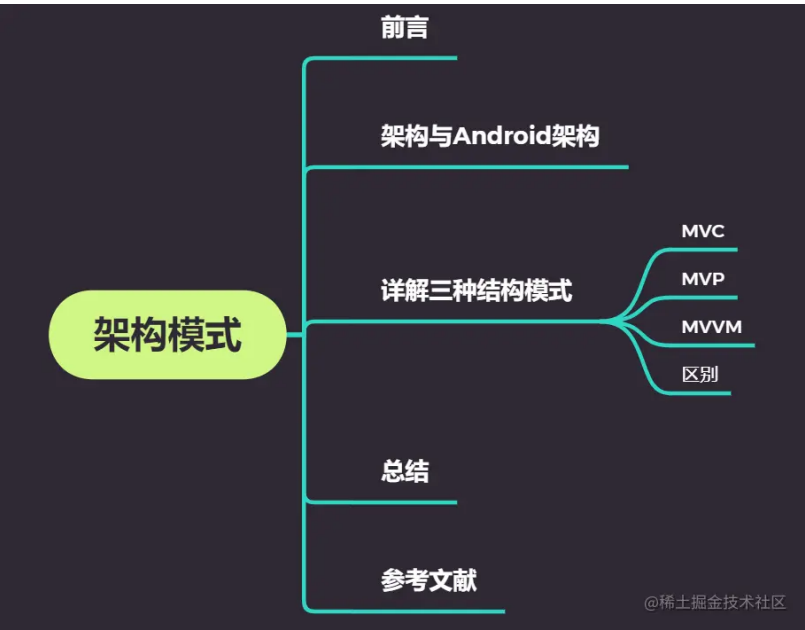 前言
架构与Android架构
详解三种结构模式
MVC
MVP
MVVM
区别
架构模式
总结
参考文献
@稀土掘金技术社区